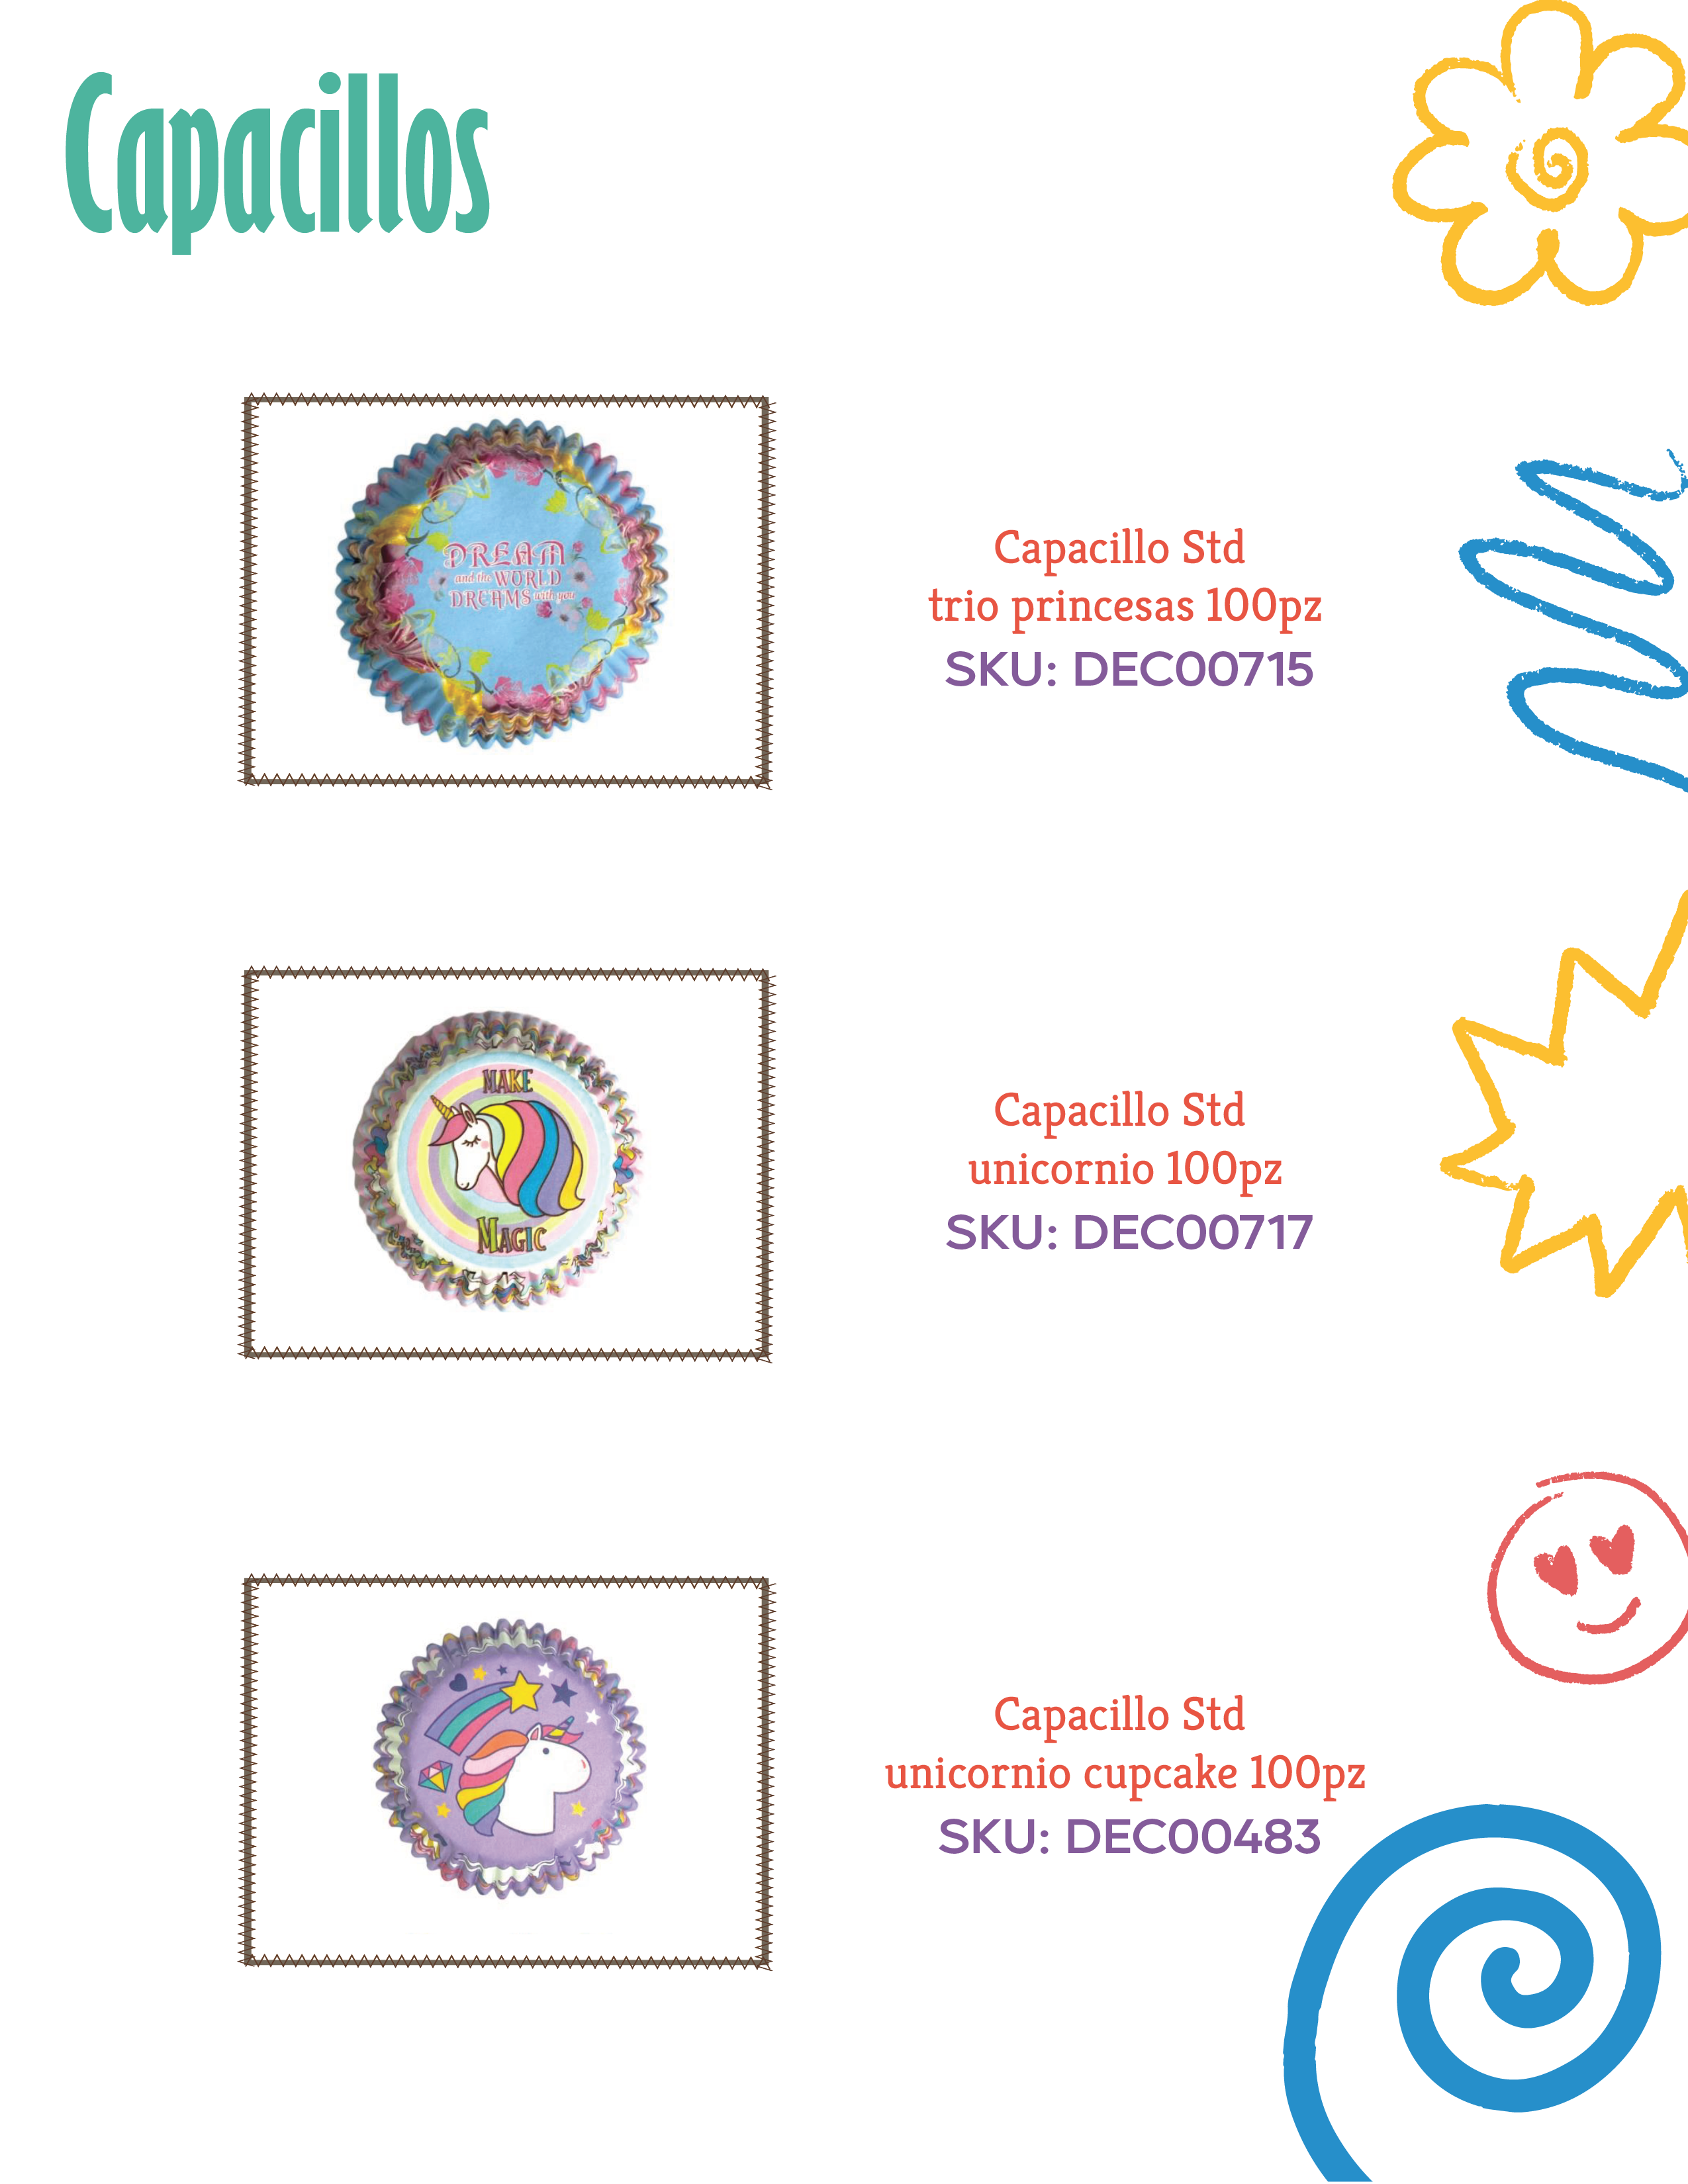 Capacillos
DREAM
and the WORLD
DREAMS with you
Capacillo Std
trio princesas 100pz
SKU: DEC00715
MAKE
MAGIC
Capacillo Std
unicornio 100pz
SKU: DEC00717
Capacillo Std
unicornio cupcake 100pz
SKU: DEC00483